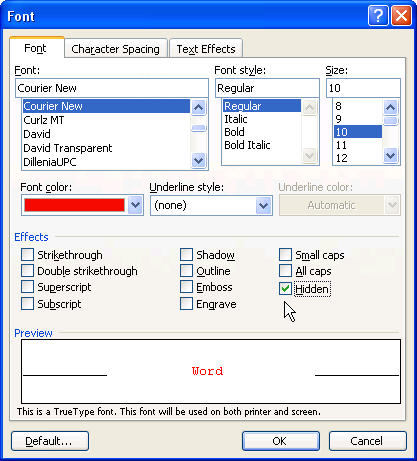 Font
Font Character Spacing Text Effects
Font: Font style: Size:
Courier New Regular 10
Courier New Regular 8
Curlz MT Italic 9
David Bold 10
David Transparent Bold Italic 11
DilleniaUPC 12
Font color: Underline style: Underline color:
(none) Automatic
Effects
Strikethrough Shadow Small caps
Double strikethrough Outline All caps
Superscript Emboss Hidden
Subscript Engrave
Preview
Word
This is a TrueType font. This font will be used on both printer and screen.
Default... OK Cancel